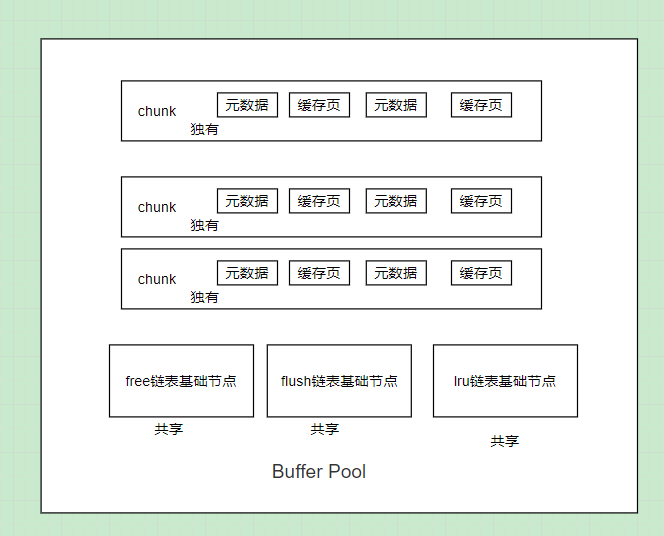 chunk 元数据 缓存页 元数据 缓存页
独有
chunk 元数据 缓存页 元数据 缓存页
独有
chunk 元数据 缓存页 元数据 缓存页
独有
free链表基础节点 flush链表基础节点 lru链表基础节点
共享 共享 共享
Buffer Pool